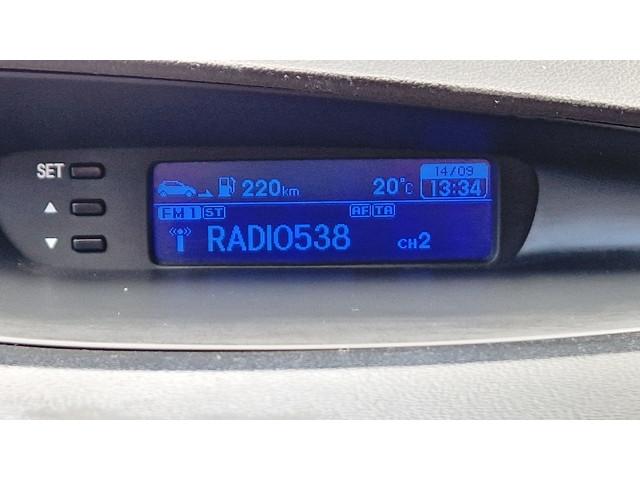 SET
220km 20°C 14/09
13:34
FM1 ST AF TA
RADIO538 CH2